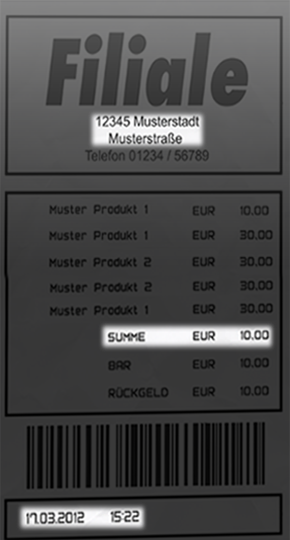 Filiale
12345 Musterstadt
Musterstraße
Telefon 01234 / 56789
Muster Produkt 1 EUR 10.00
Muster Produkt 1 EUR 30.00
Muster Produkt 2 EUR 30.00
Muster Produkt 2 EUR 30.00
Muster Produkt 1 EUR 30.00
SUMME EUR 10.00
BAR EUR 10.00
RÜCKGELD EUR 10.00
17.03.2012 15:22